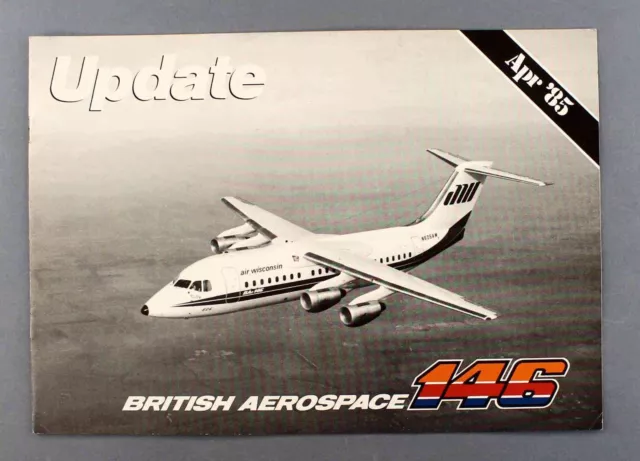 Update
Apr '85
air wisconsin
BRITISH AEROSPACE 146